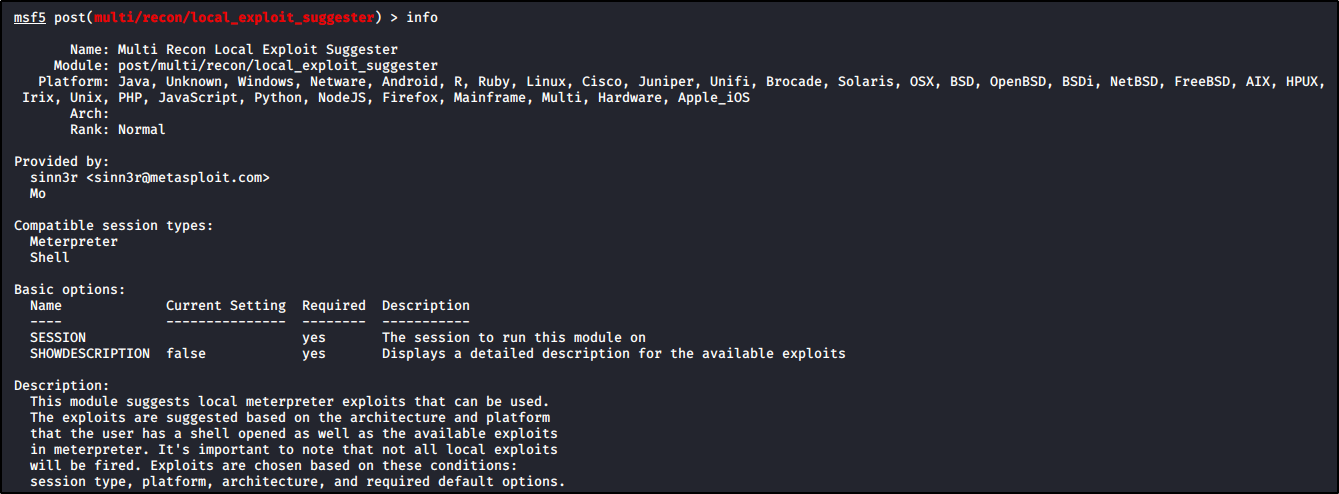 msf5 post(multi/recon/local_exploit_suggester) > info
Name: Multi Recon Local Exploit Suggester
Module: post/multi/recon/local_exploit_suggester
Platform: Java, Unknown, Windows, Netware, Android, R, Ruby, Linux, Cisco, Juniper, Unifi, Brocade, Solaris, OSX, BSD, OpenBSD, BSDi, NetBSD, FreeBSD, AIX, HPUX,
Irix, Unix, PHP, JavaScript, Python, NodeJS, Firefox, Mainframe, Multi, Hardware, Apple_iOS
Arch:
Rank: Normal
Provided by:
sinn3r <sinn3r@metasploit.com>
Mo
Compatible session types:
Meterpreter
Shell
Basic options:
Name Current Setting Required Description
---- --------------- -------- -----------
SESSION yes The session to run this module on
SHOWDESCRIPTION false yes Displays a detailed description for the available exploits
Description:
This module suggests local meterpreter exploits that can be used.
The exploits are suggested based on the architecture and platform
that the user has a shell opened as well as the available exploits
in meterpreter. It's important to note that not all local exploits
will be fired. Exploits are chosen based on these conditions:
session type, platform, architecture, and required default options.